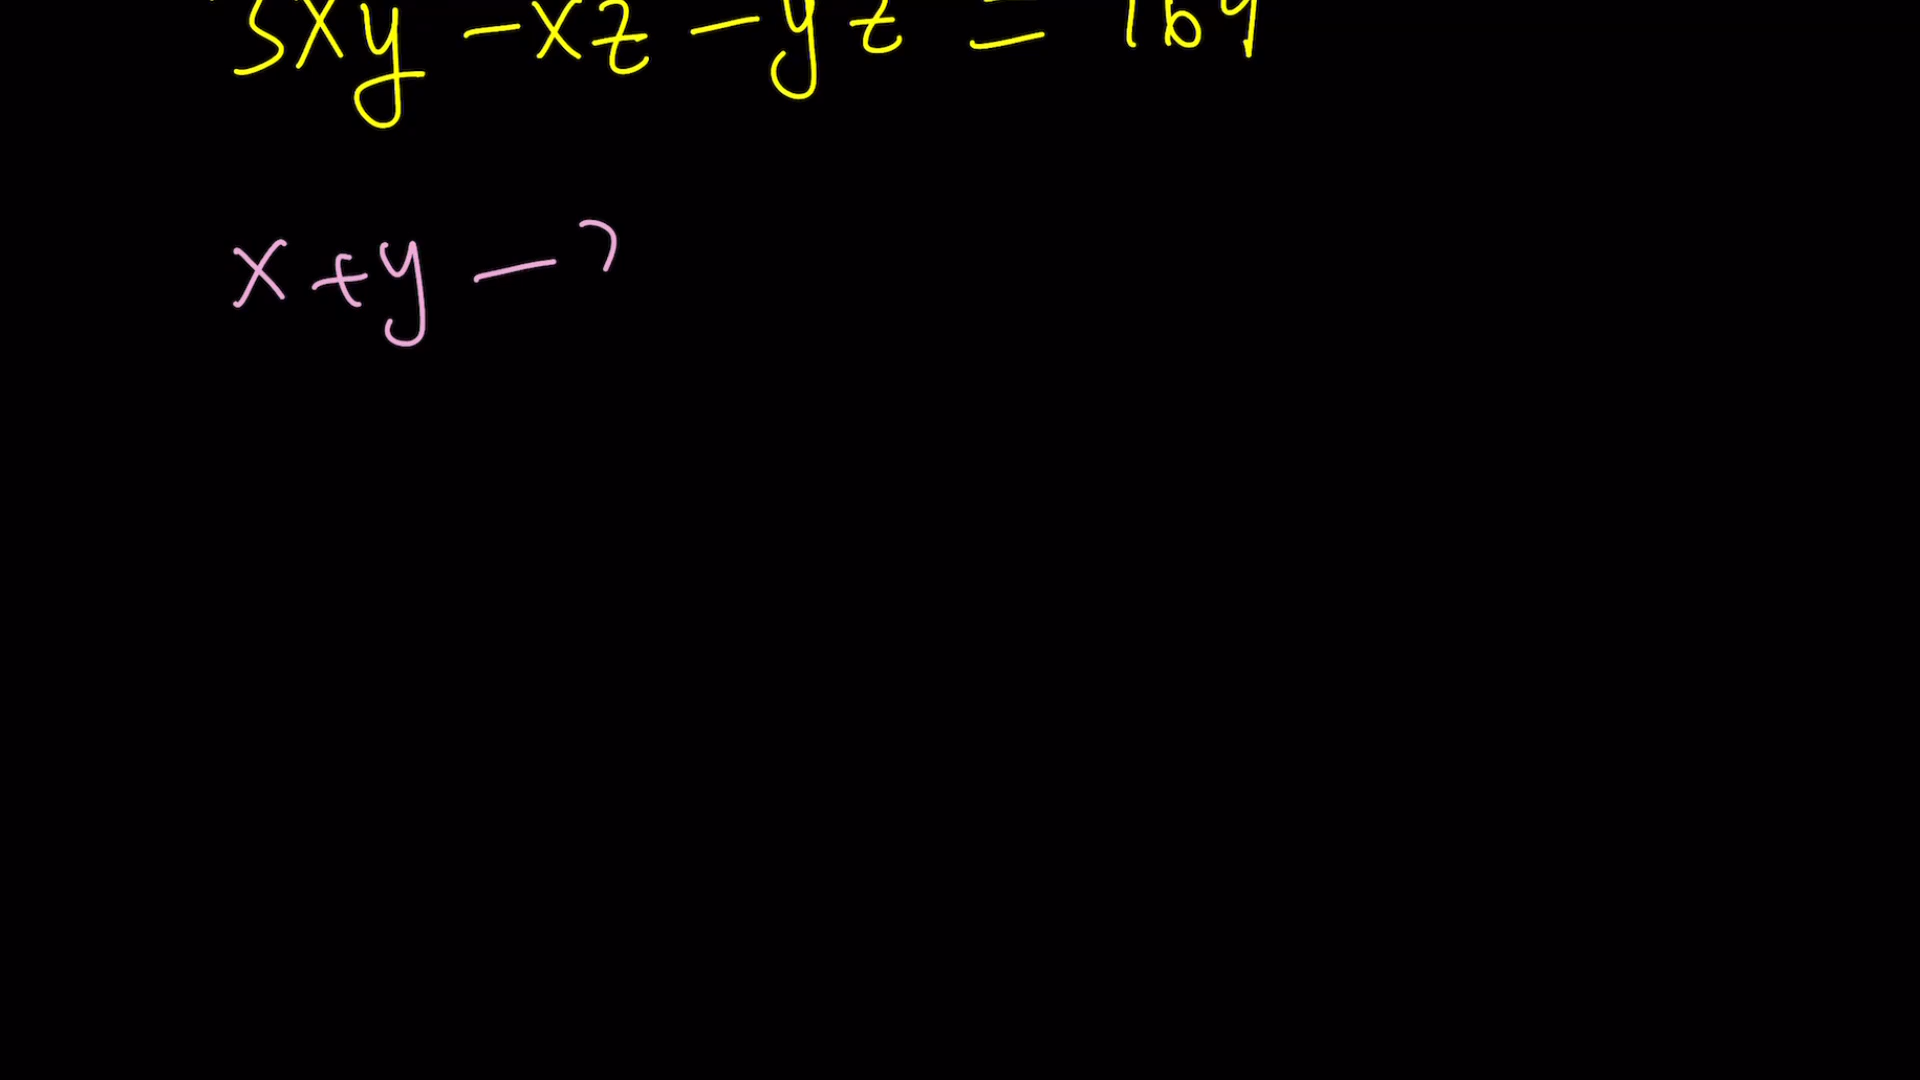 3xy - xz - yz = 169
x + y -